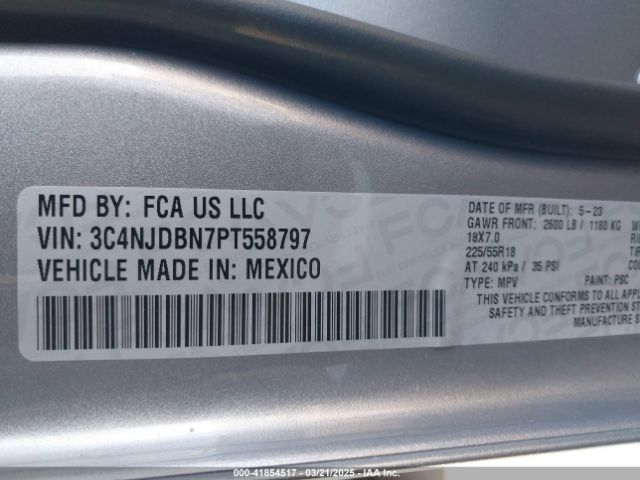 MFD BY: FCA US LLC
VIN: 3C4NJDBN7PT558797
VEHICLE MADE IN: MEXICO
DATE OF MFR (BUILT): 5-23
GAWR FRONT: 2600 LB / 1180 KG
18X7.0
225/55R18
AT 240 kPa / 35 PSI
TYPE: MPV PAINT: PSC
THIS VEHICLE CONFORMS TO ALL APPL
SAFETY AND THEFT PREVENTION ST
MANUFACTURE S
000-41854517 — 03/21/2025 — IAA Inc.